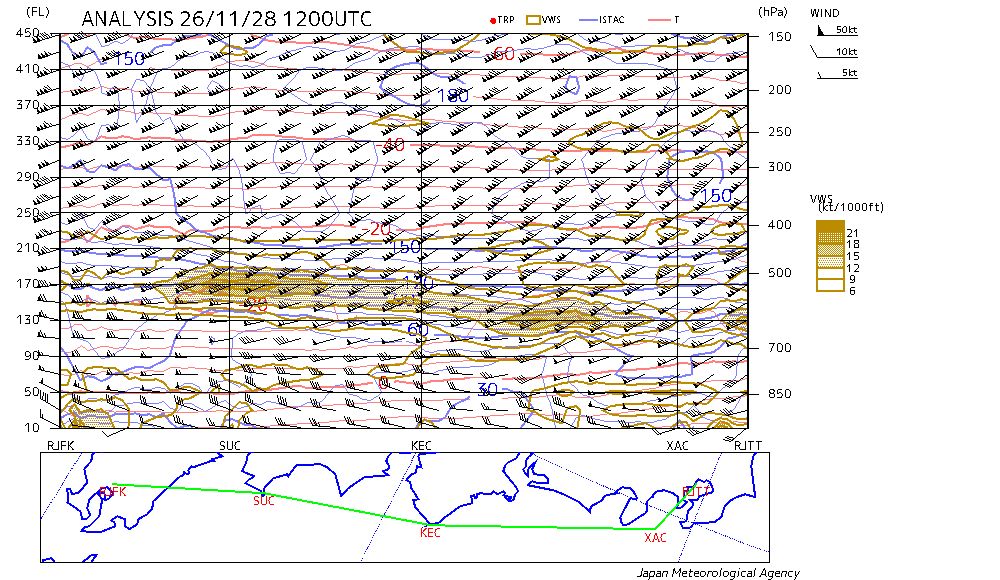 ANALYSIS 26/11/28 1200UTC
TRP VWS ISTAC T
(FL) (hPa) WIND
450 150 50kt
410 10kt
370 200 5kt
330 250
290 300
250 400
210 500
170
130 700
90
50 850
10
-60
150
180
-40
150
-20
150
60
0
30
VWS
(kt/1000ft)
21
18
15
12
9
6
RJFK SUC KEC XAC RJTT
RJFK
SUC
KEC
XAC
RJTT
Japan Meteorological Agency